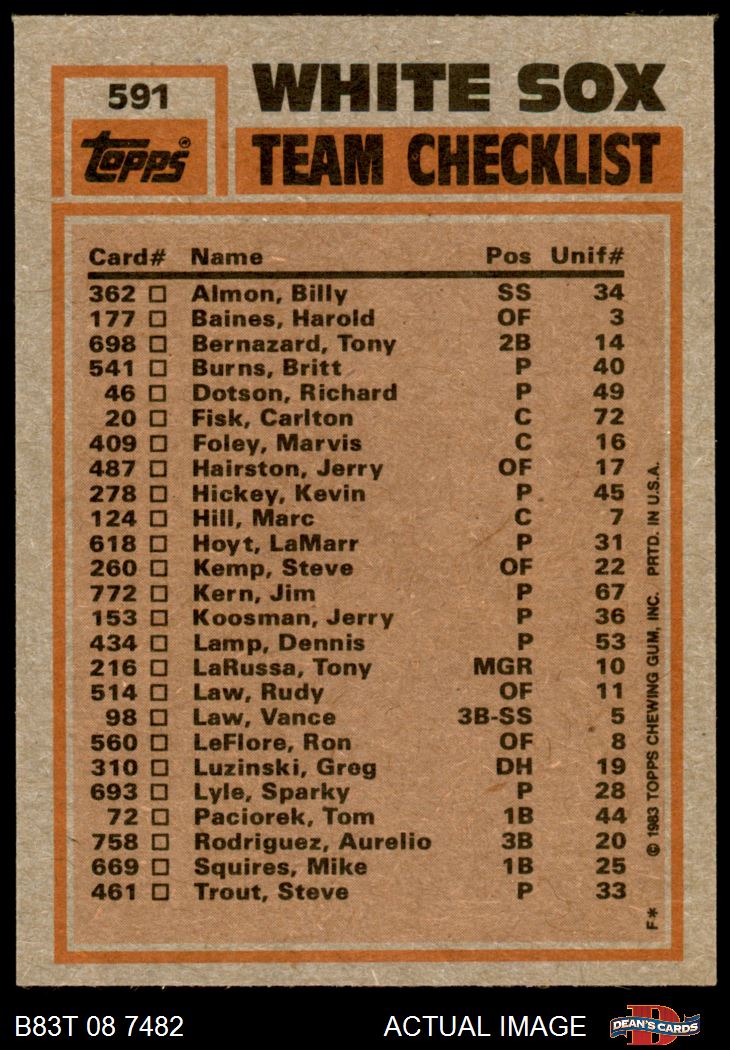 591
topps®
WHITE SOX
TEAM CHECKLIST
Card# Name Pos Unif#
362 □ Almon, Billy SS 34
177 □ Baines, Harold OF 3
698 □ Bernazard, Tony 2B 14
541 □ Burns, Britt P 40
46 □ Dotson, Richard P 49
20 □ Fisk, Carlton C 72
409 □ Foley, Marvis C 16
487 □ Hairston, Jerry OF 17
278 □ Hickey, Kevin P 45
124 □ Hill, Marc C 7
618 □ Hoyt, LaMarr P 31
260 □ Kemp, Steve OF 22
772 □ Kern, Jim P 67
153 □ Koosman, Jerry P 36
434 □ Lamp, Dennis P 53
216 □ LaRussa, Tony MGR 10
514 □ Law, Rudy OF 11
98 □ Law, Vance 3B-SS 5
560 □ LeFlore, Ron OF 8
310 □ Luzinski, Greg DH 19
693 □ Lyle, Sparky P 28
72 □ Paciorek, Tom 1B 44
758 □ Rodriguez, Aurelio 3B 20
669 □ Squires, Mike 1B 25
461 □ Trout, Steve P 33
F* © 1983 TOPPS CHEWING GUM, INC. PRTD. IN U.S.A.
B83T 08 7482 ACTUAL IMAGE
D
DEAN'S CARDS